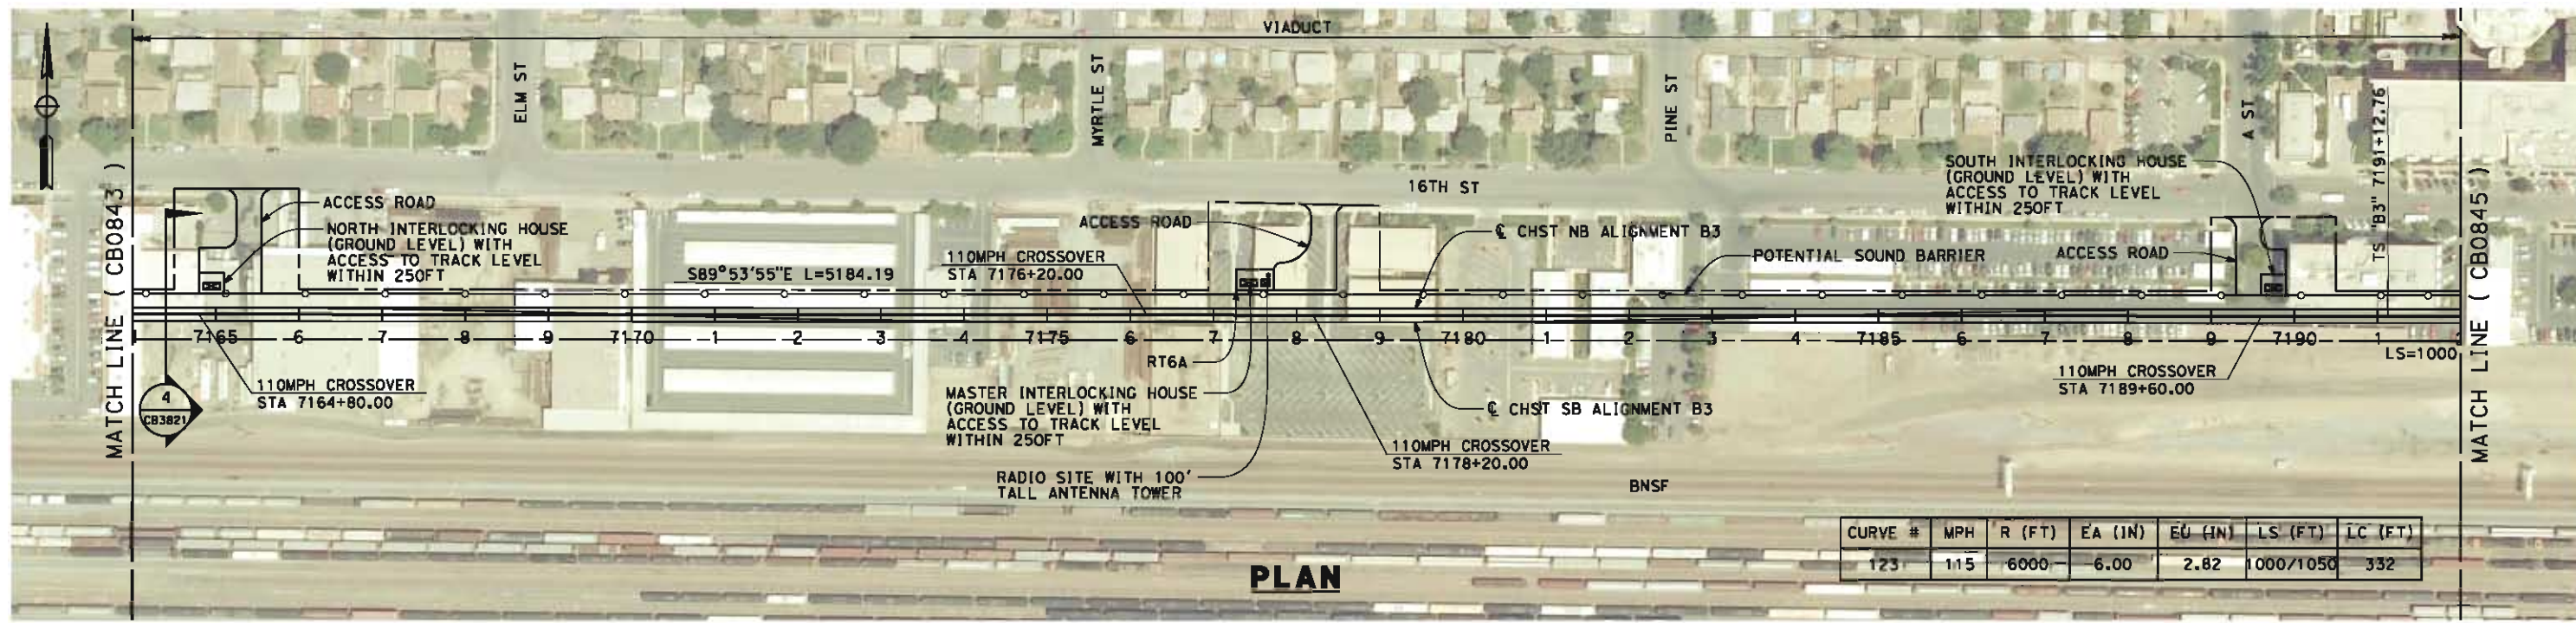 VIADUCT
ELM ST
MYRTLE ST
PINE ST
A ST
TS "B3" 7191+12.76
MATCH LINE ( CB0843 )
MATCH LINE ( CB0845 )
16TH ST
SOUTH INTERLOCKING HOUSE
(GROUND LEVEL) WITH
ACCESS TO TRACK LEVEL
WITHIN 250FT
ACCESS ROAD
NORTH INTERLOCKING HOUSE
(GROUND LEVEL) WITH
ACCESS TO TRACK LEVEL
WITHIN 250FT
ACCESS ROAD
℄ CHST NB ALIGNMENT B3
POTENTIAL SOUND BARRIER
ACCESS ROAD
S89°53'55"E L=5184.19
110MPH CROSSOVER
STA 7176+20.00
7165 6 7 8 9 7170 1 2 3 4 7175 6 7 8 9 7180 1 2 3 4 7185 6 7 8 9 7190 1
LS=1000
RT6A
110MPH CROSSOVER
STA 7164+80.00
4
CB3821
MASTER INTERLOCKING HOUSE
(GROUND LEVEL) WITH
ACCESS TO TRACK LEVEL
WITHIN 250FT
℄ CHST SB ALIGNMENT B3
110MPH CROSSOVER
STA 7189+60.00
110MPH CROSSOVER
STA 7178+20.00
RADIO SITE WITH 100'
TALL ANTENNA TOWER
BNSF
CURVE # MPH R (FT) EA (IN) EU (IN) LS (FT) LC (FT)
123 115 6000 6.00 2.82 1000/1050 332
PLAN